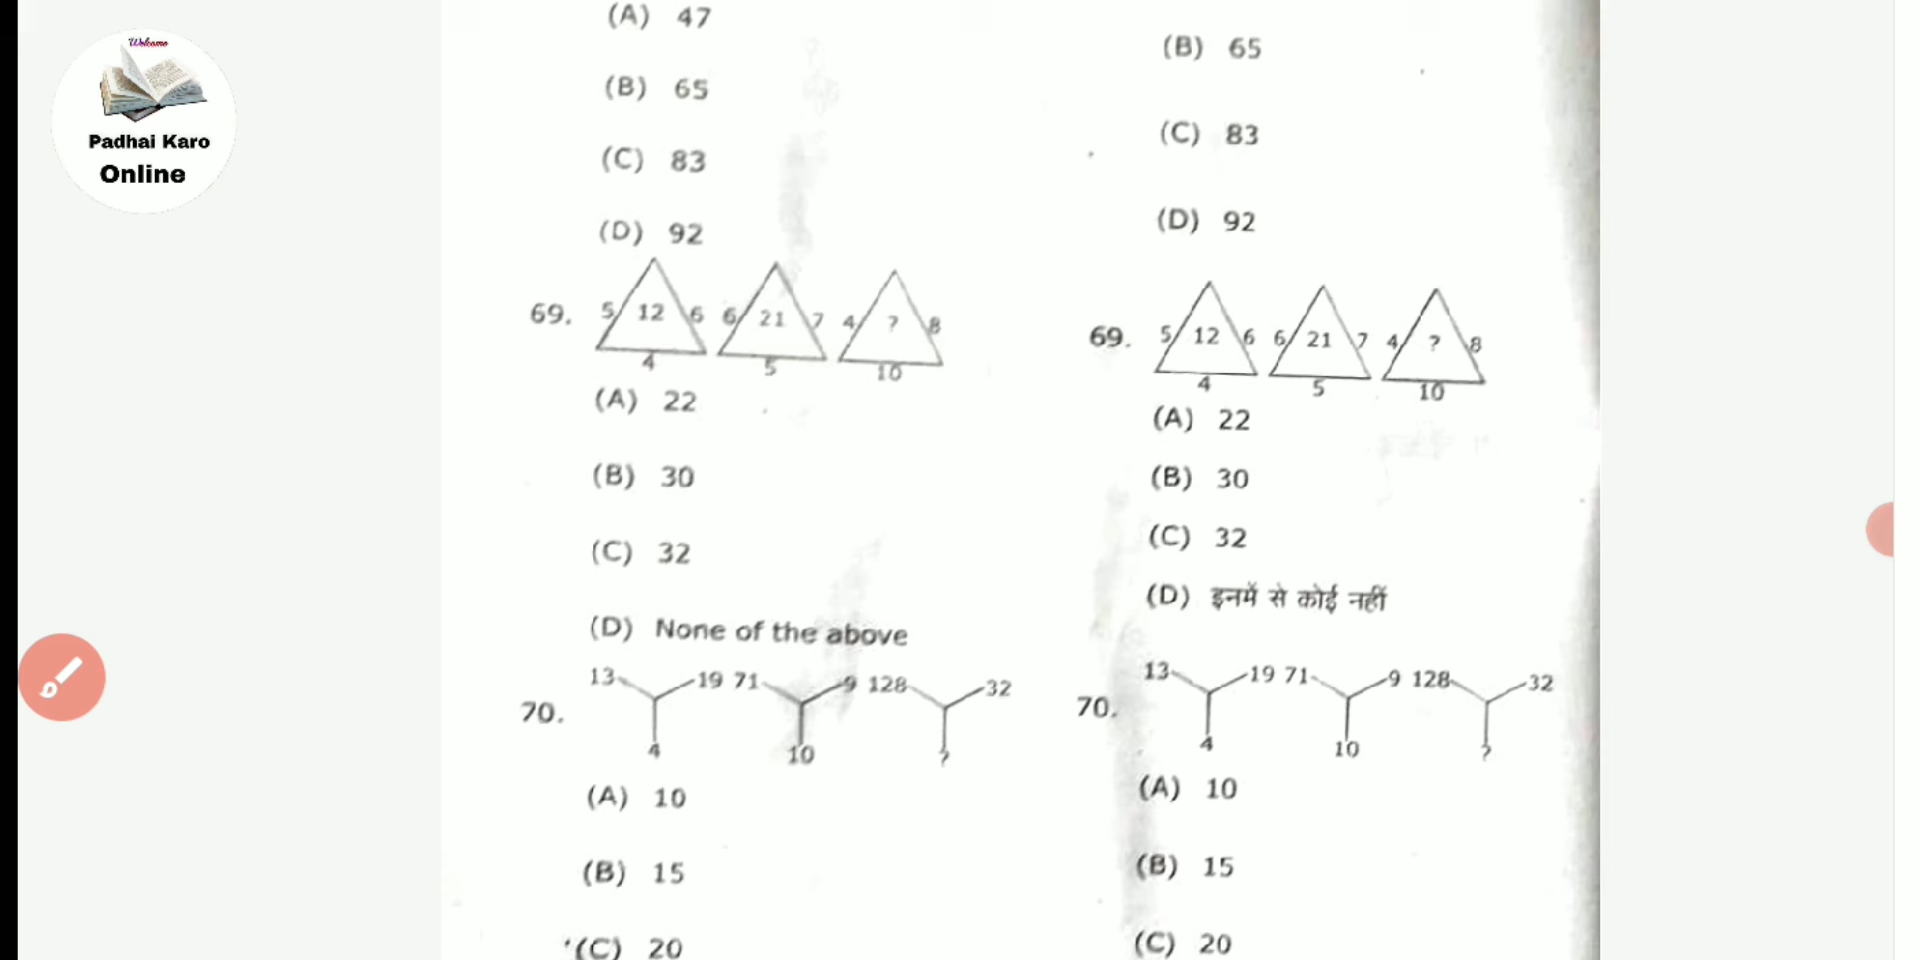 Welcome
Padhai Karo
Online
(A) 47
(B) 65
(C) 83
(D) 92
69. 5 12 6 6 21 7 4 ? 8
4 5 10
(A) 22
(B) 30
(C) 32
(D) None of the above
13 19 71 9 128 32
70.
4 10 ?
(A) 10
(B) 15
(C) 20
(B) 65
(C) 83
(D) 92
69. 5 12 6 6 21 7 4 ? 8
4 5 10
(A) 22
(B) 30
(C) 32
(D) इनमें से कोई नहीं
13 19 71 9 128 32
70.
4 10 ?
(A) 10
(B) 15
(C) 20